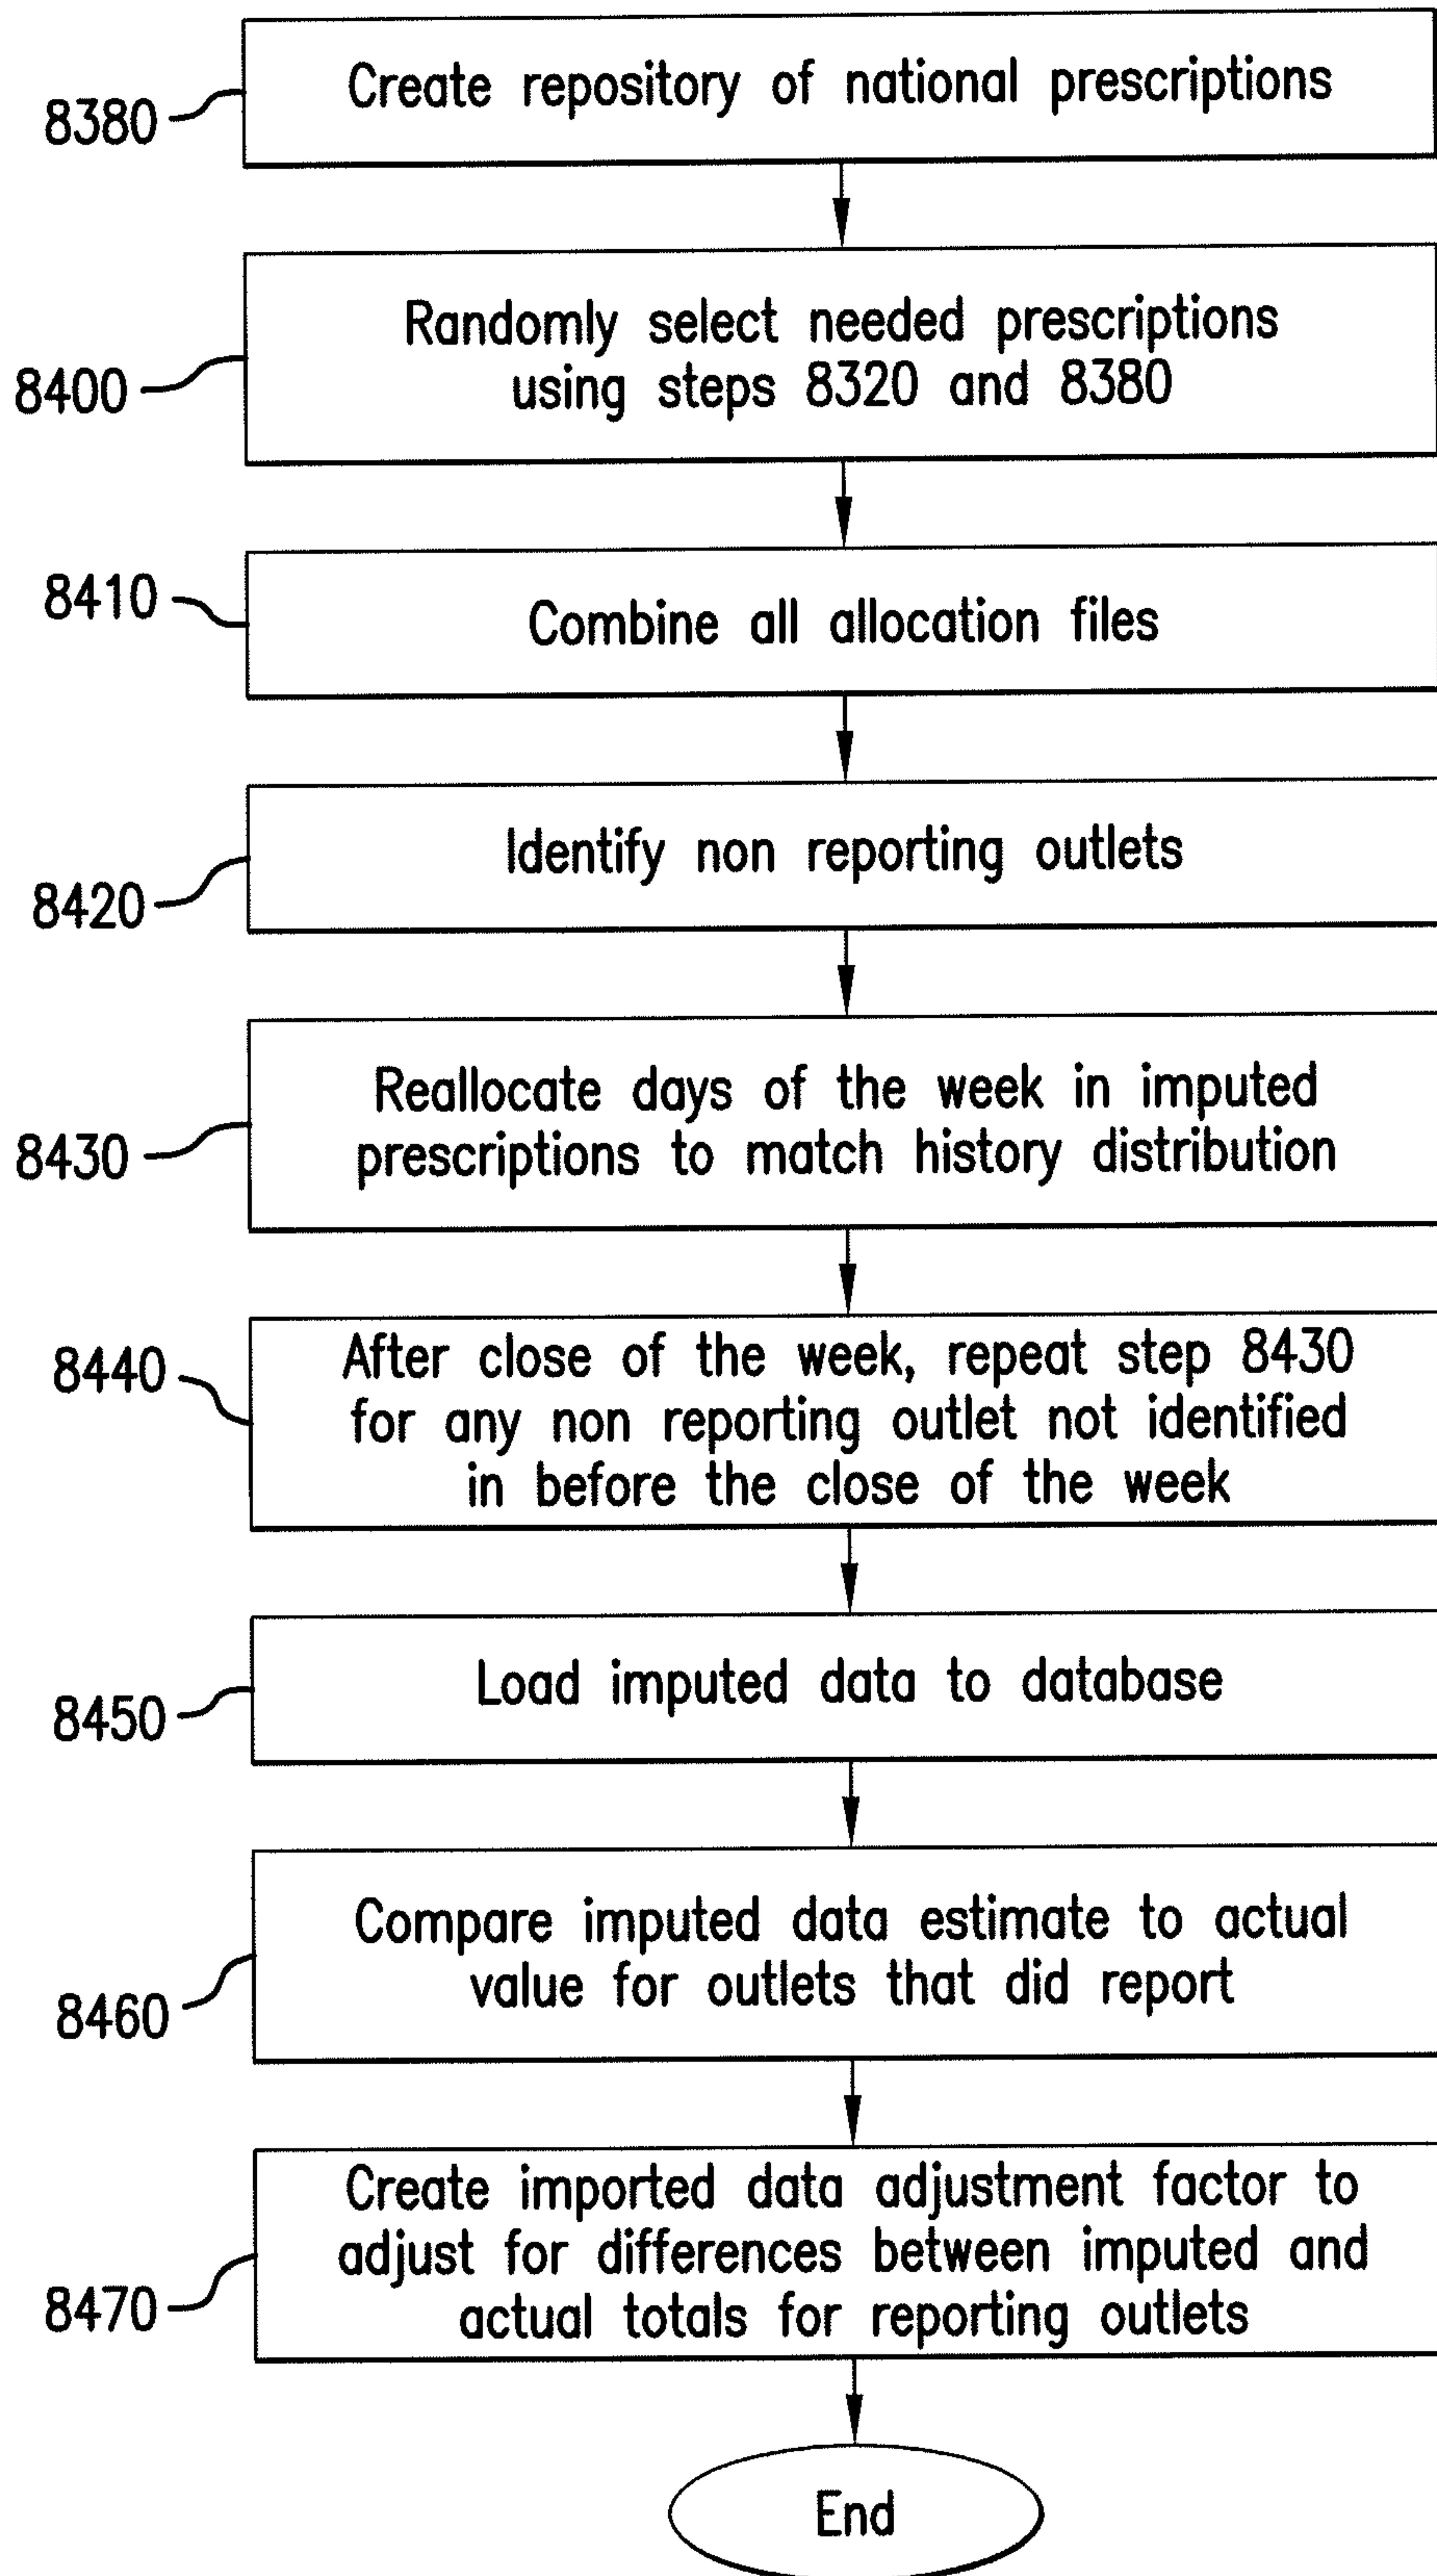 8380
Create repository of national prescriptions
8400
Randomly select needed prescriptions
using steps 8320 and 8380
8410
Combine all allocation files
8420
Identify non reporting outlets
8430
Reallocate days of the week in imputed
prescriptions to match history distribution
8440
After close of the week, repeat step 8430
for any non reporting outlet not identified
in before the close of the week
8450
Load imputed data to database
8460
Compare imputed data estimate to actual
value for outlets that did report
8470
Create imported data adjustment factor to
adjust for differences between imputed and
actual totals for reporting outlets
End